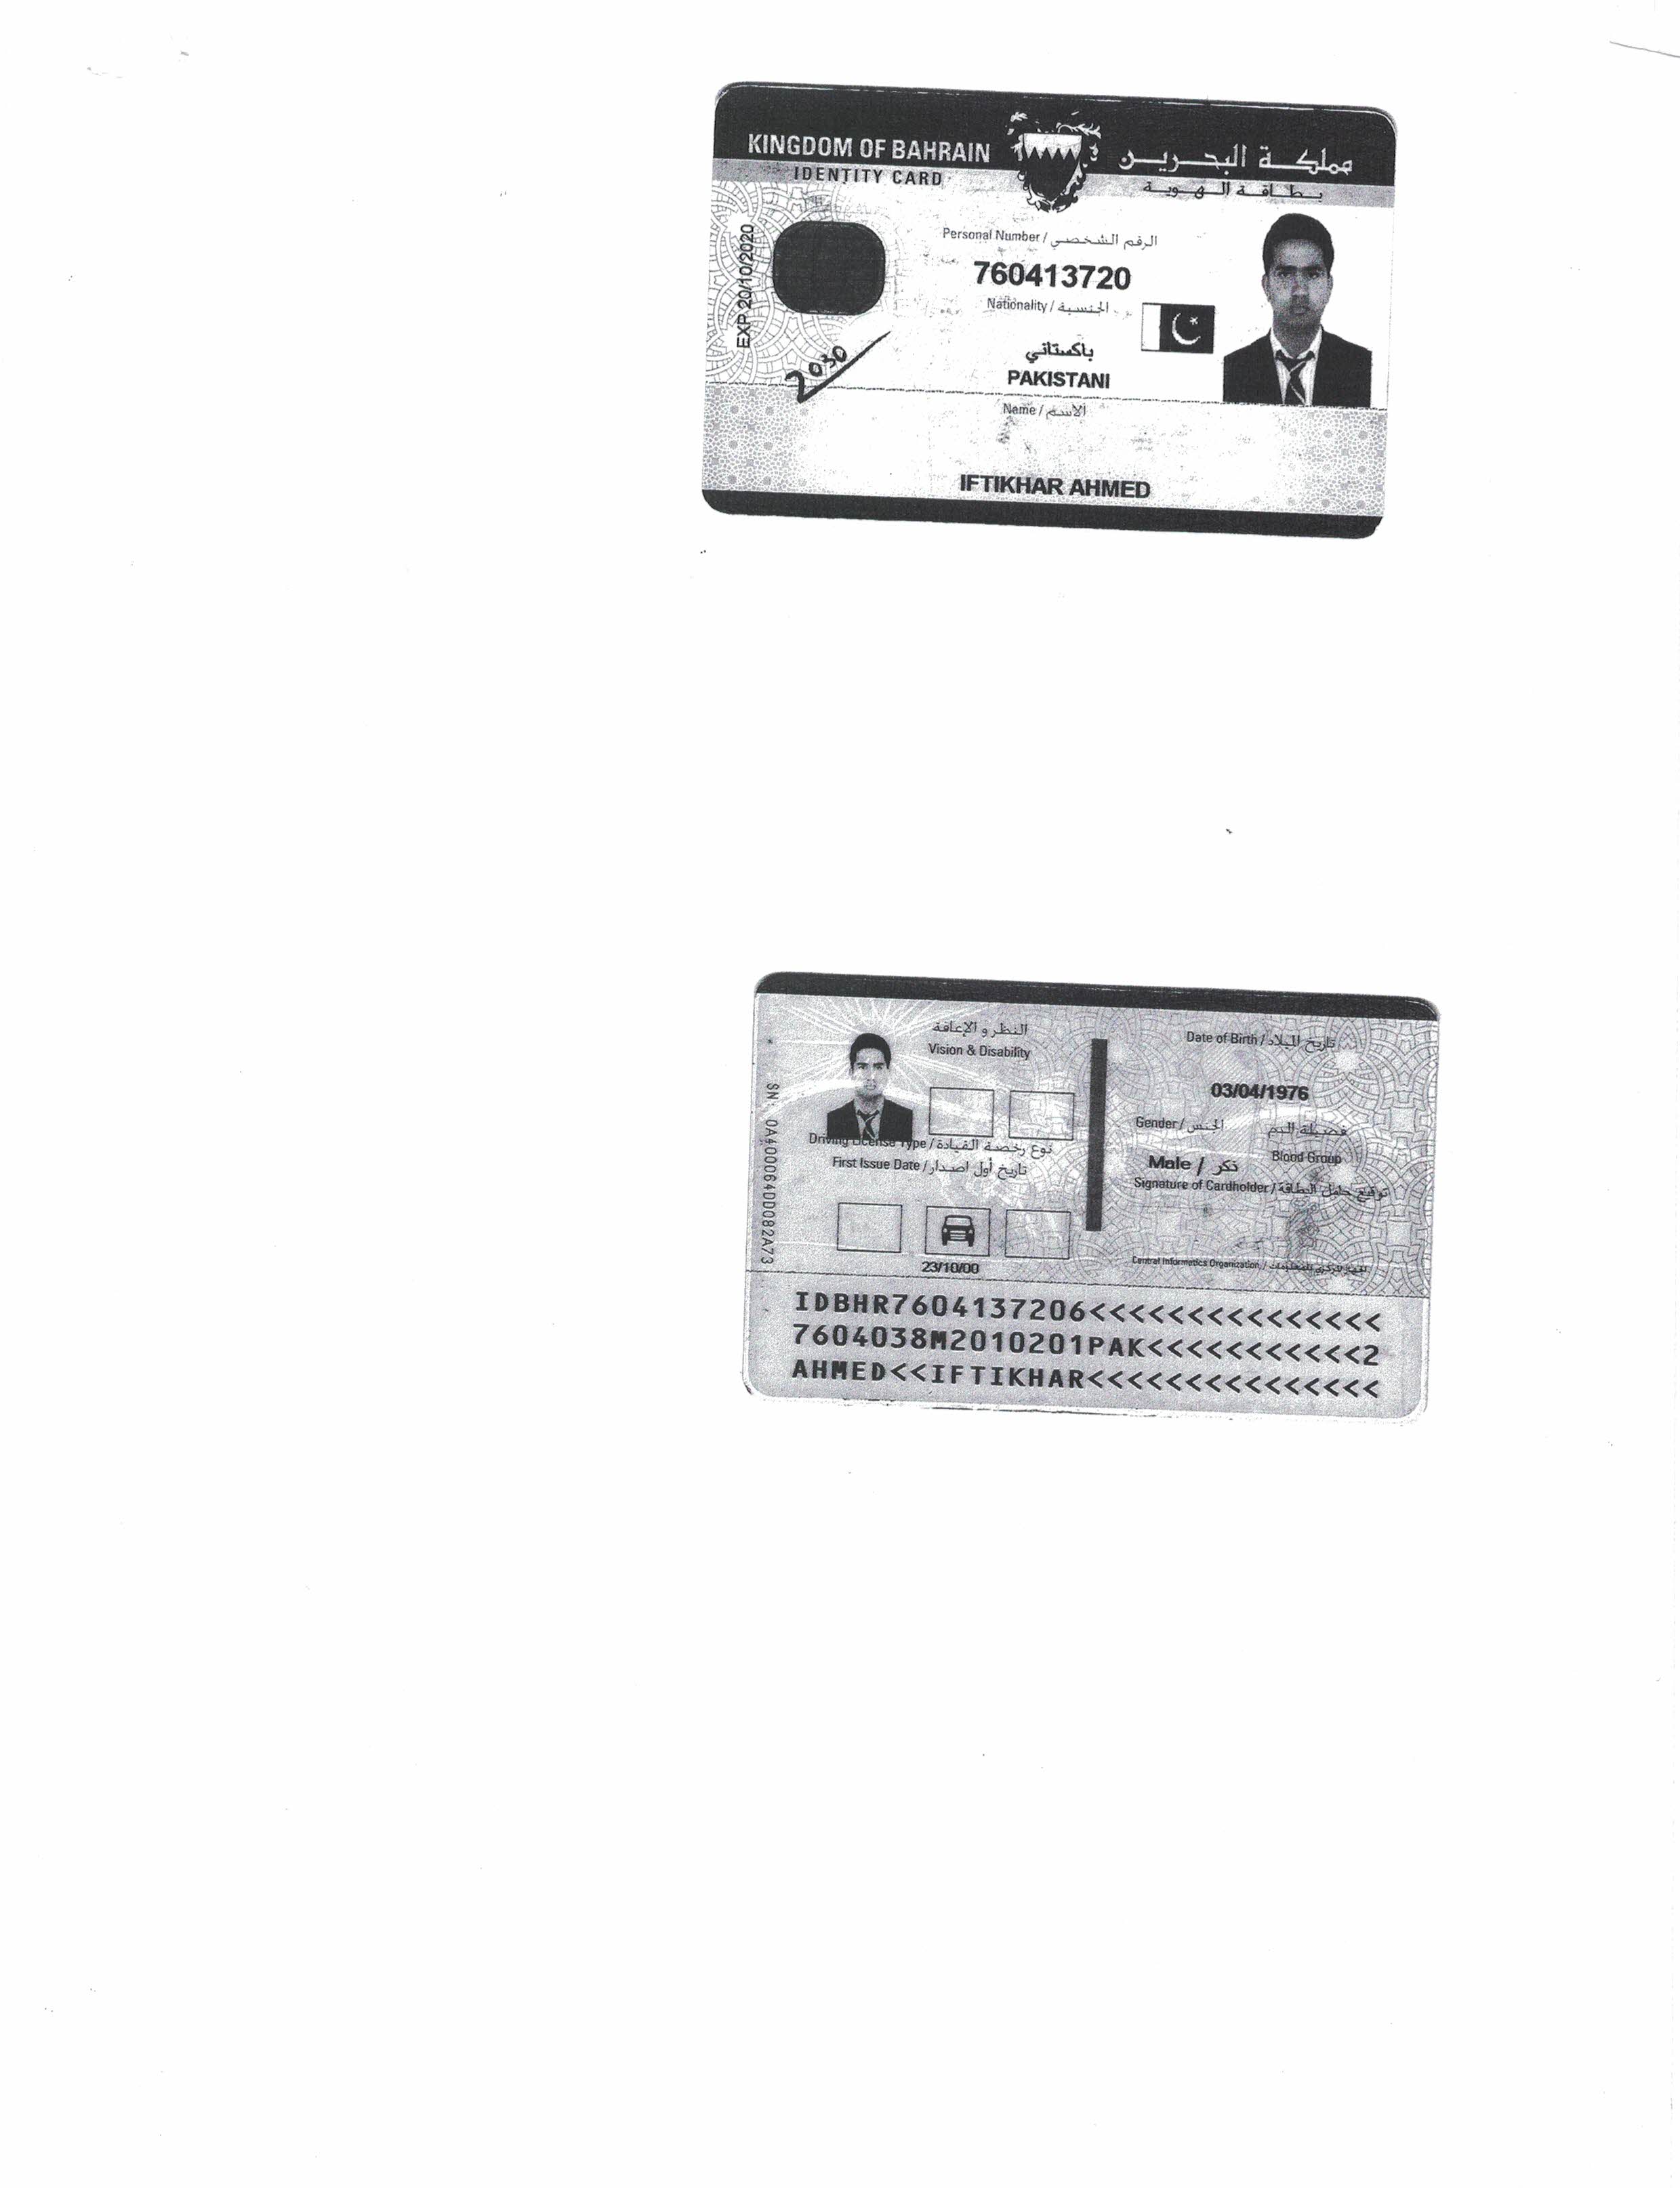 KINGDOM OF BAHRAIN مملكة البحرين
IDENTITY CARD بطاقة الهوية
EXP 20/10/2020
Personal Number / الرقم الشخصي
760413720
Nationality / الجنسية
باكستاني
PAKISTANI
2030
Name / الاسم
IFTIKHAR AHMED
النظر و الإعاقة
Vision & Disability
Date of Birth / تاريخ الميلاد
03/04/1976
Gender / الجنس فصيلة الدم
Blood Group
Male / ذكر
Driving License Type / نوع رخصة القيادة
First Issue Date / تاريخ أول اصدار
Signature of Cardholder / توقيع حامل البطاقة
23/10/00
Central Informatics Organization / الجهاز المركزي للمعلومات
SN: 0A400064DD082A73
IDBHR7604137206<<<<<<<<<<<<<<<
7604038M2010201PAK<<<<<<<<<<<2
AHMED<<IFTIKHAR<<<<<<<<<<<<<<<